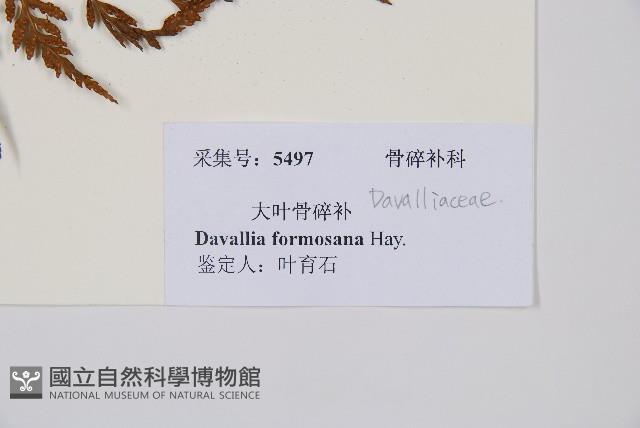 采集号：5497 骨碎补科
Davalliaceae.
大叶骨碎补
Davallia formosana Hay.
鉴定人：叶育石
國立自然科學博物館
NATIONAL MUSEUM OF NATURAL SCIENCE